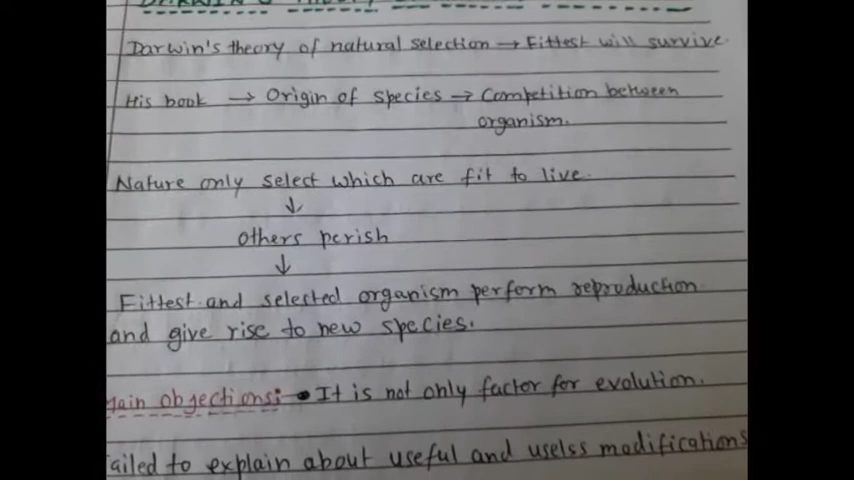 Darwin's theory of natural selection → Fittest will survive.
His book → Origin of species → Competition between
organism.
Nature only select which are fit to live.
↓
others perish
↓
Fittest and selected organism perform reproduction
and give rise to new species.
objections: • It is not only factor for evolution.
to explain about useful and uselss modifications